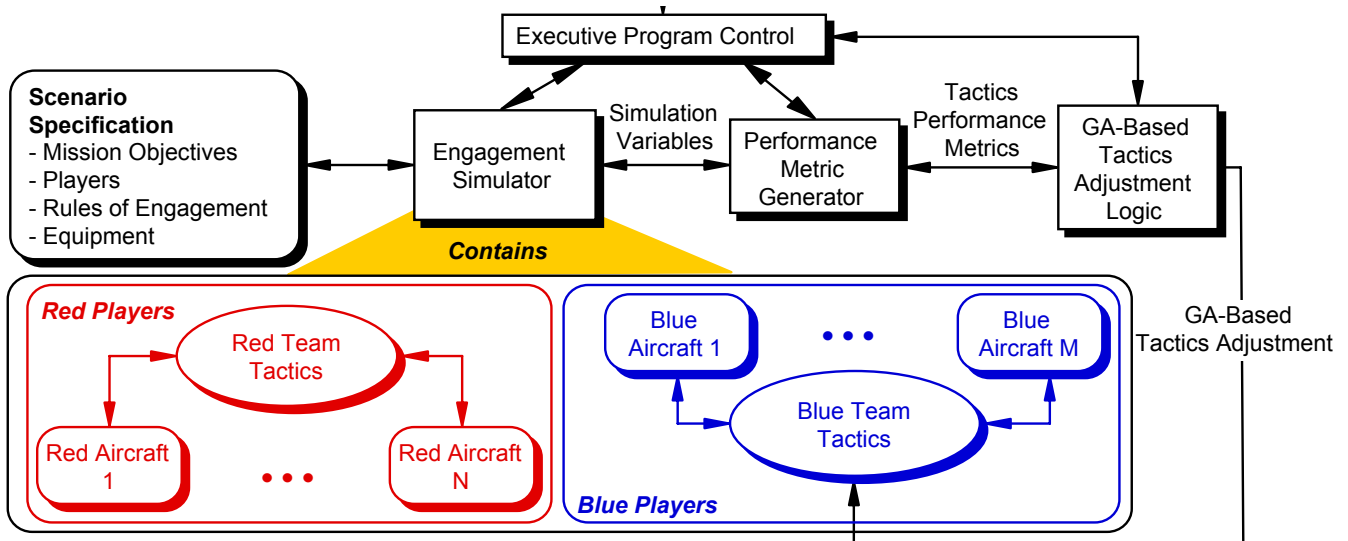 Executive Program Control
Scenario
Specification
- Mission Objectives
- Players
- Rules of Engagement
- Equipment
Engagement
Simulator
Simulation
Variables
Performance
Metric
Generator
Tactics
Performance
Metrics
GA-Based
Tactics
Adjustment
Logic
Contains
Red Players
Red Team
Tactics
Red Aircraft
1
• • •
Red Aircraft
N
Blue
Aircraft 1
• • •
Blue
Aircraft M
Blue Team
Tactics
Blue Players
GA-Based
Tactics Adjustment